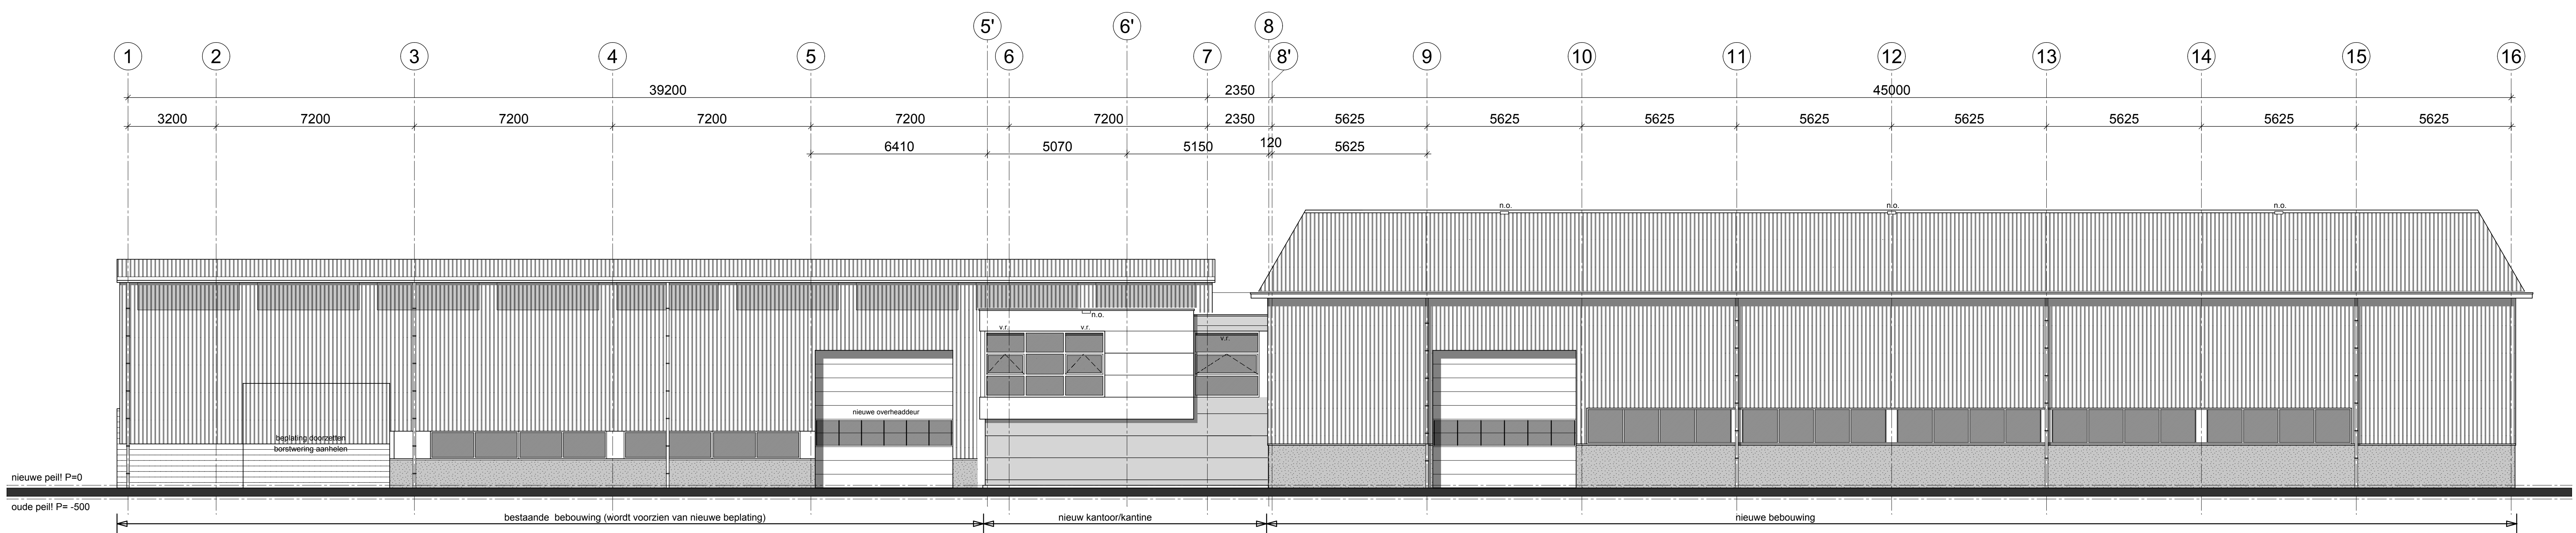 5' 6' 8
1 2 3 4 5 6 7 8' 9 10 11 12 13 14 15 16
39200 2350 45000
3200 7200 7200 7200 7200 7200 2350 5625 5625 5625 5625 5625 5625 5625 5625
6410 5070 5150 120 5625
n.o. n.o. n.o.
n.o.
v.r. v.r.
v.r.
nieuwe overheaddeur
beplating doorzetten
borstwering aanhelen
nieuwe peil! P=0
oude peil! P= -500
bestaande bebouwing (wordt voorzien van nieuwe beplating) nieuw kantoor/kantine nieuwe bebouwing